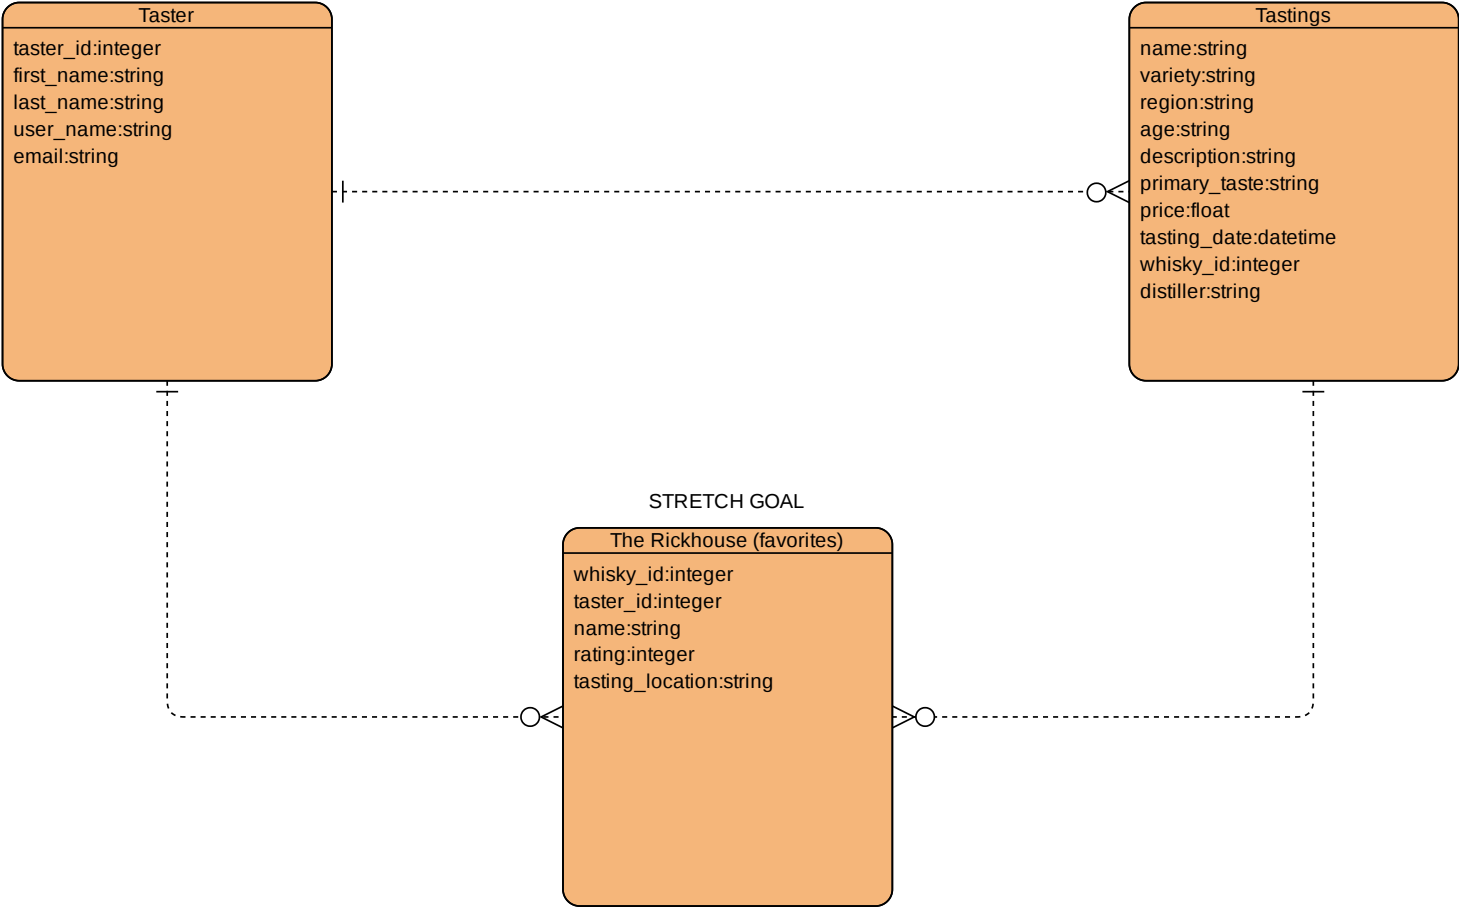 Taster
taster_id:integer
first_name:string
last_name:string
user_name:string
email:string
Tastings
name:string
variety:string
region:string
age:string
description:string
primary_taste:string
price:float
tasting_date:datetime
whisky_id:integer
distiller:string
STRETCH GOAL
The Rickhouse (favorites)
whisky_id:integer
taster_id:integer
name:string
rating:integer
tasting_location:string